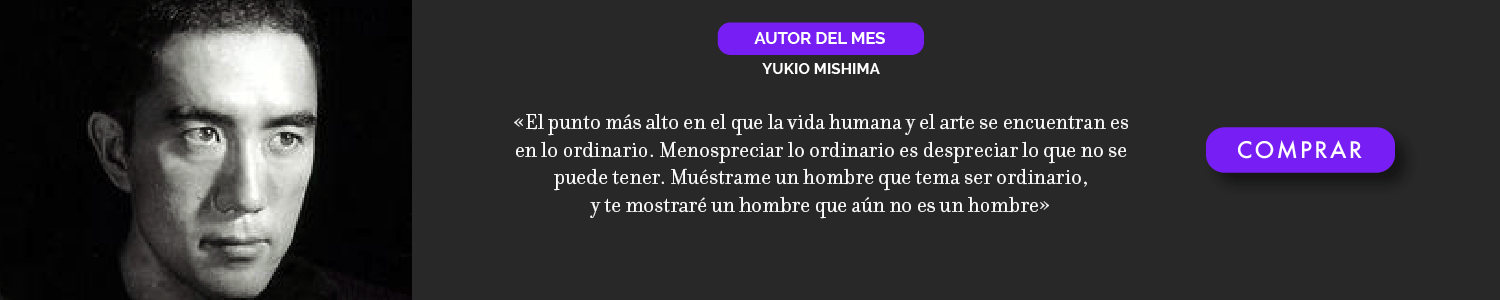 AUTOR DEL MES
YUKIO MISHIMA
«El punto más alto en el que la vida humana y el arte se encuentran es
en lo ordinario. Menospreciar lo ordinario es despreciar lo que no se
puede tener. Muéstrame un hombre que tema ser ordinario,
y te mostraré un hombre que aún no es un hombre»
COMPRAR